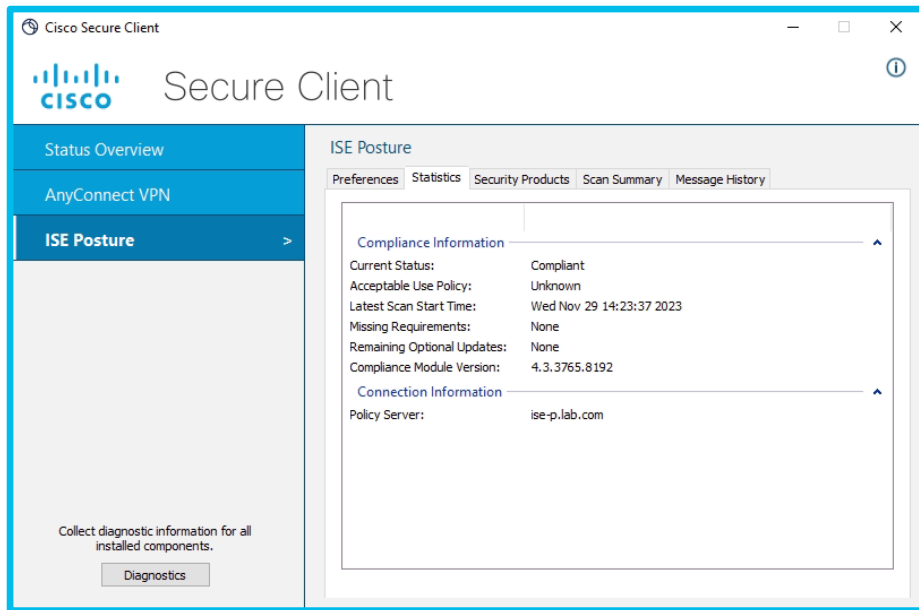 Cisco Secure Client
CISCO
Secure Client
Status Overview
AnyConnect VPN
ISE Posture >
ISE Posture
Preferences Statistics Security Products Scan Summary Message History
Compliance Information
Current Status: Compliant
Acceptable Use Policy: Unknown
Latest Scan Start Time: Wed Nov 29 14:23:37 2023
Missing Requirements: None
Remaining Optional Updates: None
Compliance Module Version: 4.3.3765.8192
Connection Information
Policy Server: ise-p.lab.com
Collect diagnostic information for all
installed components.
Diagnostics